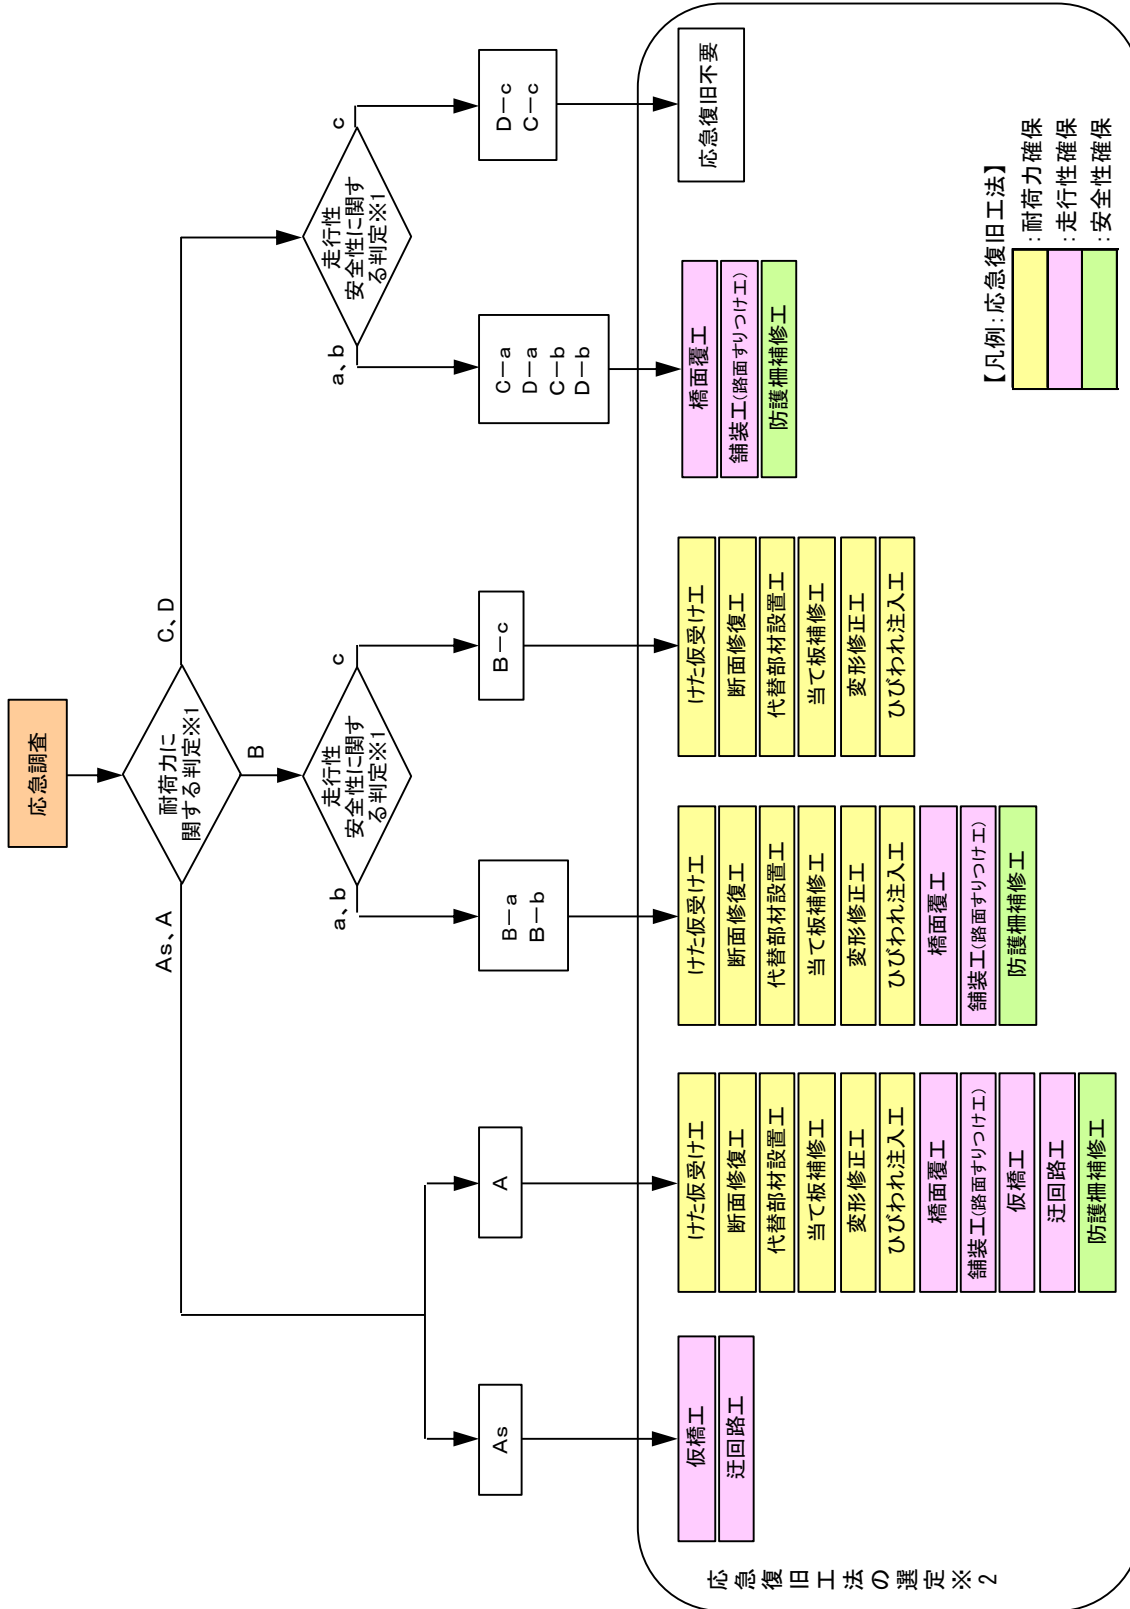 応急調査
耐荷力に
関する判定※1
As、A
B
C、D
走行性
安全性に関す
る判定※1
a、b
c
走行性
安全性に関す
る判定※1
a、b
c
As
A
B－a
B－b
B－c
C－a
D－a
C－b
D－b
D－c
C－c
応急復旧工法の選定※2
仮橋工
迂回路工
けた仮受け工
断面修復工
代替部材設置工
当て板補修工
変形修正工
ひびわれ注入工
橋面覆工
舗装工(路面すりつけ工)
仮橋工
迂回路工
防護柵補修工
けた仮受け工
断面修復工
代替部材設置工
当て板補修工
変形修正工
ひびわれ注入工
橋面覆工
舗装工(路面すりつけ工)
防護柵補修工
けた仮受け工
断面修復工
代替部材設置工
当て板補修工
変形修正工
ひびわれ注入工
橋面覆工
舗装工(路面すりつけ工)
防護柵補修工
応急復旧不要
【凡例：応急復旧工法】
：耐荷力確保
：走行性確保
：安全性確保